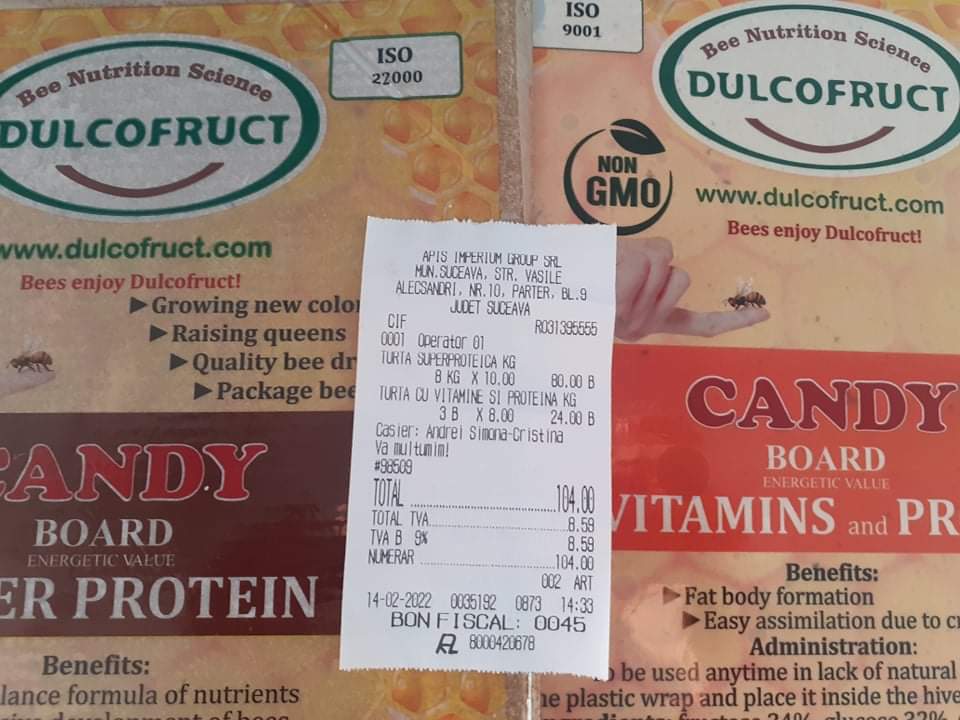 Bee Nutrition Science
DULCOFRUCT
ISO
22000
www.dulcofruct.com
Bees enjoy Dulcofruct!
►Growing new color
►Raising queens
►Quality bee dr
►Package bee
CANDY
BOARD
ENERGETIC VALUE
ER PROTEIN
Benefits:
lance formula of nutrients
ISO
9001
Bee Nutrition Science
DULCOFRUCT
NON
GMO
www.dulcofruct.com
Bees enjoy Dulcofruct!
CANDY
BOARD
ENERGETIC VALUE
VITAMINS and PR
Benefits:
►Fat body formation
►Easy assimilation due to cr
Administration:
o be used anytime in lack of natural
he plastic wrap and place it inside the hive
APIS IMPERIUM GROUP SRL
MUN.SUCEAVA, STR. VASILE
ALECSANDRI, NR.10, PARTER, BL.9
JUDET SUCEAVA
CIF RO31395555
0001 Operator 01
TURTA SUPERPROTEICA KG
8 KG X 10.00 80.00 B
TURTA CU VITAMINE SI PROTEINA KG
3 B X 8.00 24.00 B
Casier: Andrei Simona-Cristina
Va multumim!
#98509
TOTAL 104.00
TOTAL TVA 8.59
TVA B 9% 8.59
NUMERAR 104.00
002 ART
14-02-2022 0035192 0873 14:33
BON FISCAL: 0045
8000420678